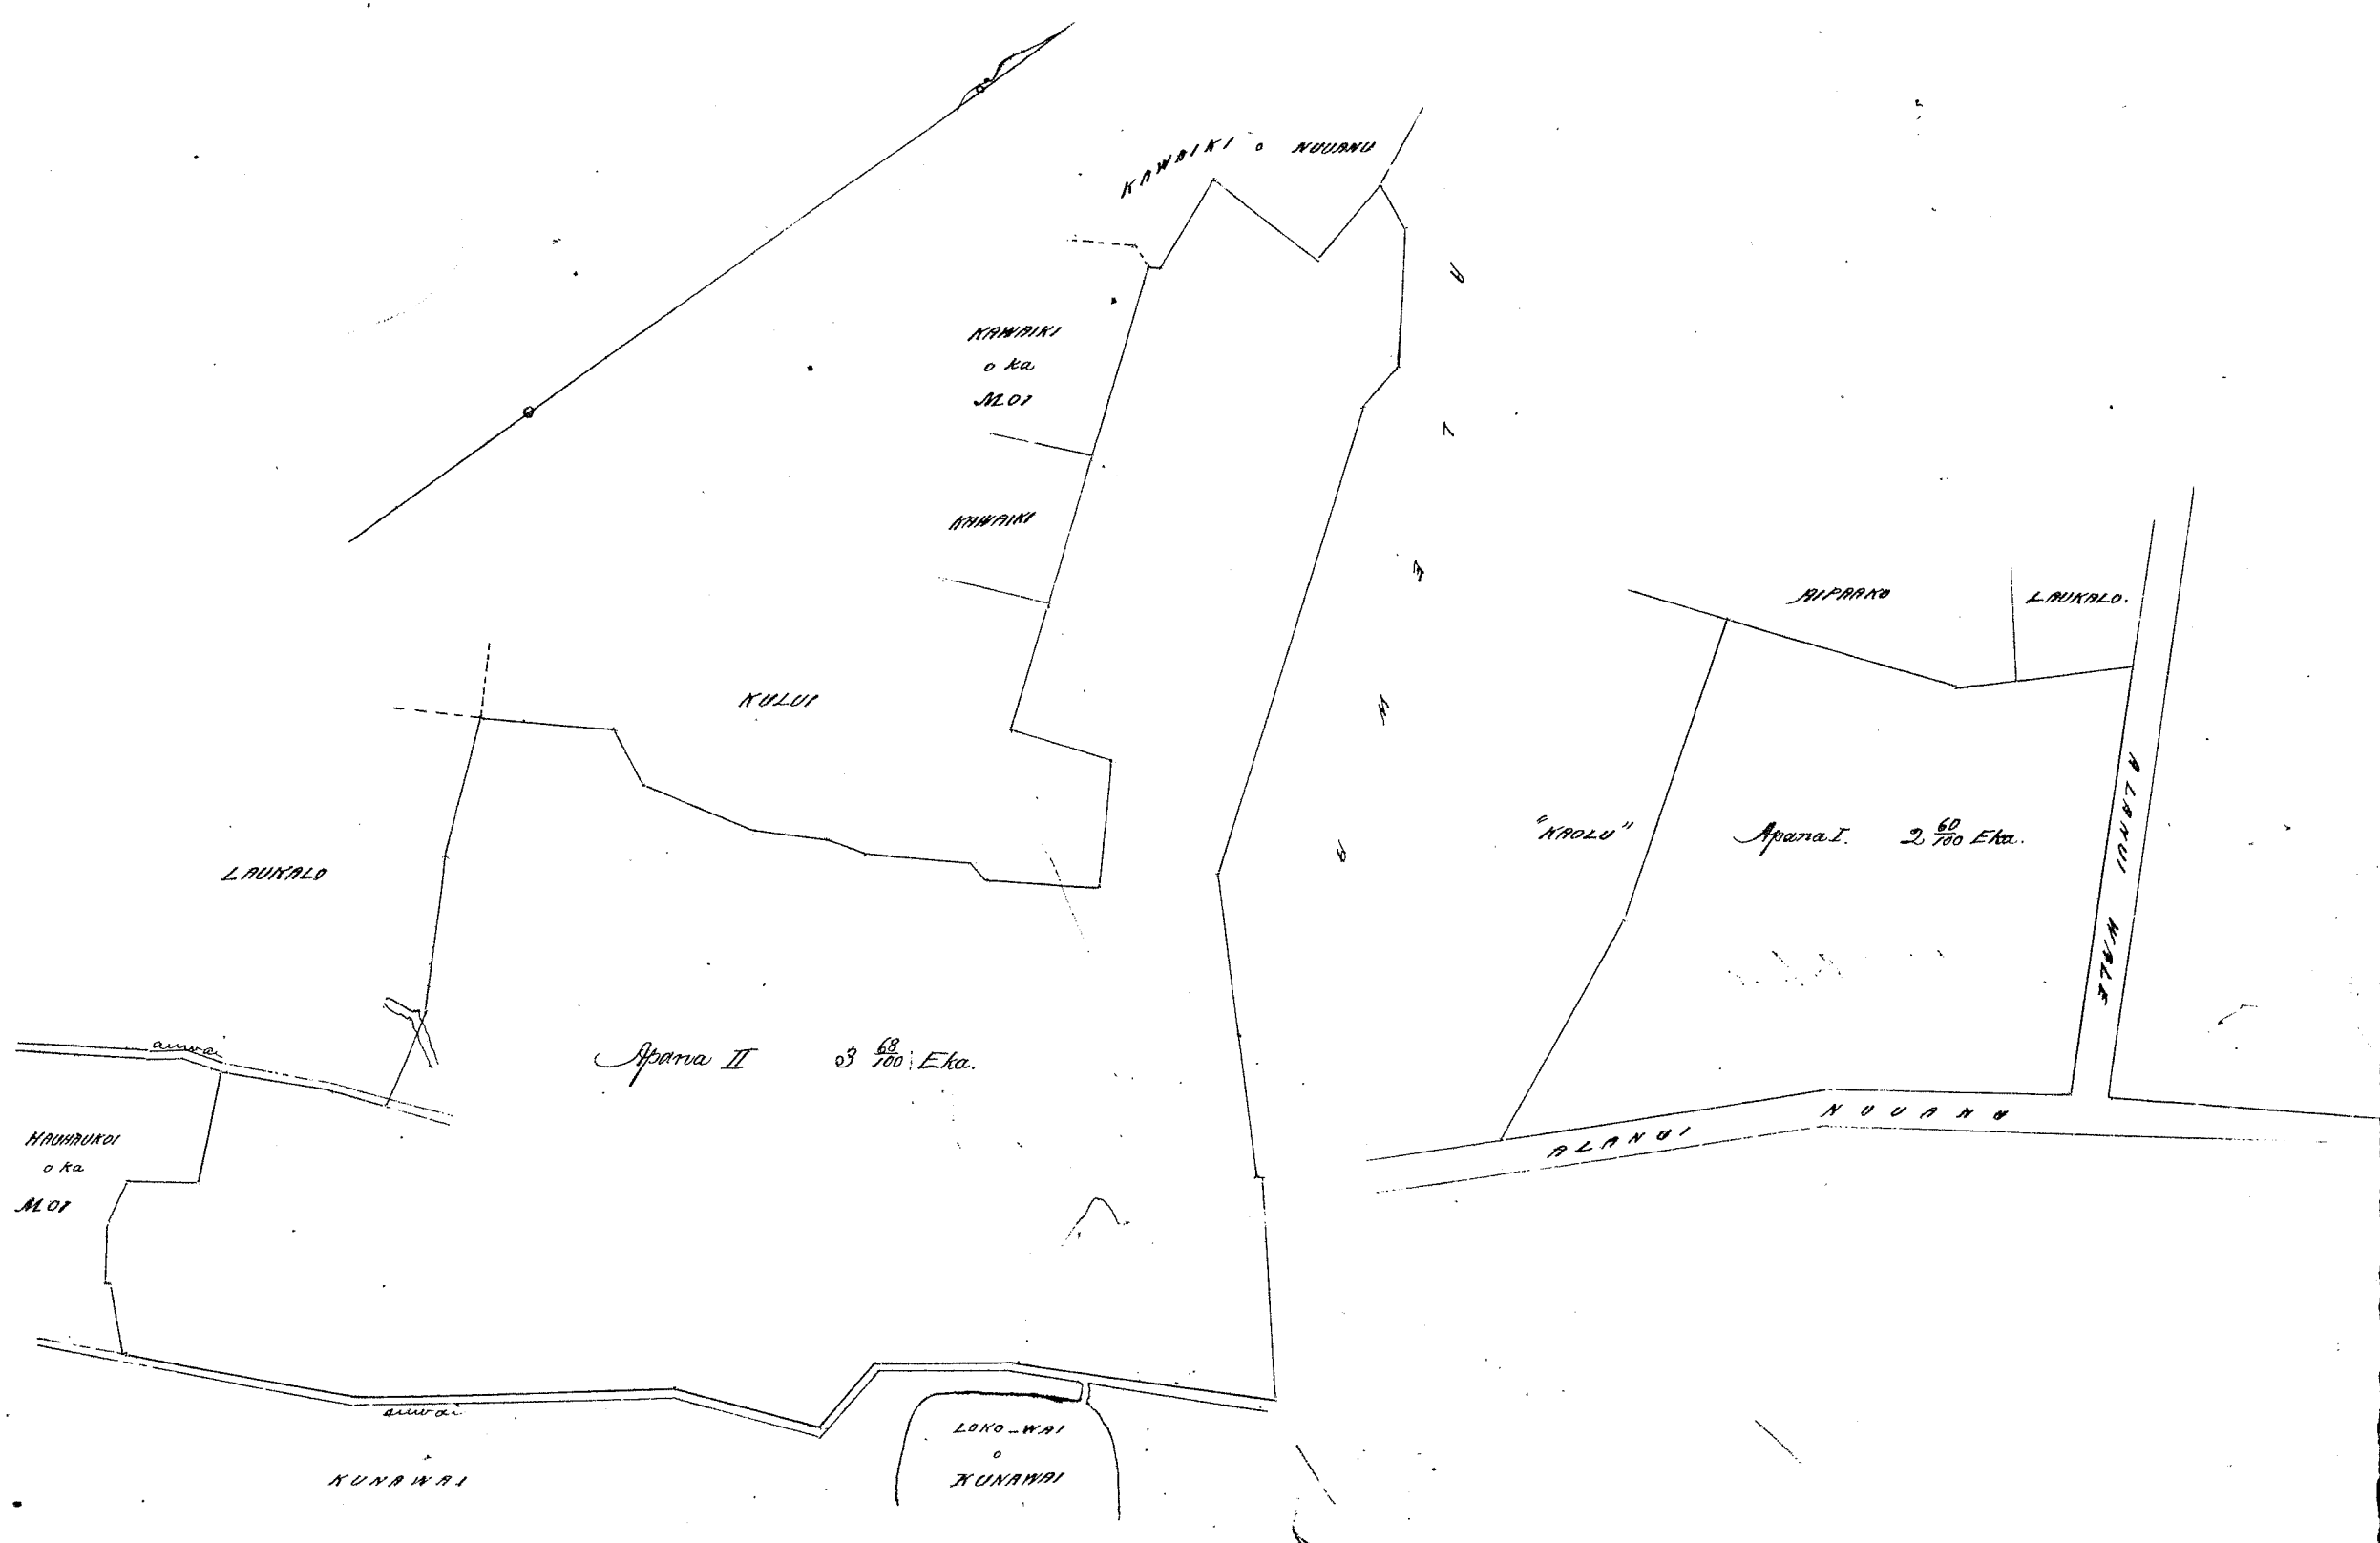 KAWAIKI o NUUANU
KAWAIKI
o ka
MOI
KAWAIKI
AIPAAKO
LAUKALO.
KULUI
"KAOLU"
Apana I. 2 60/100 Eka.
ALANUI WALE
LAUKALO
auwai
Apana II 3 68/100 Eka.
HAUHAUKOI
o ka
MOI
ALANUI NUUANU
auwai
KUNAWAI
LOKO-WAI
o
KUNAWAI